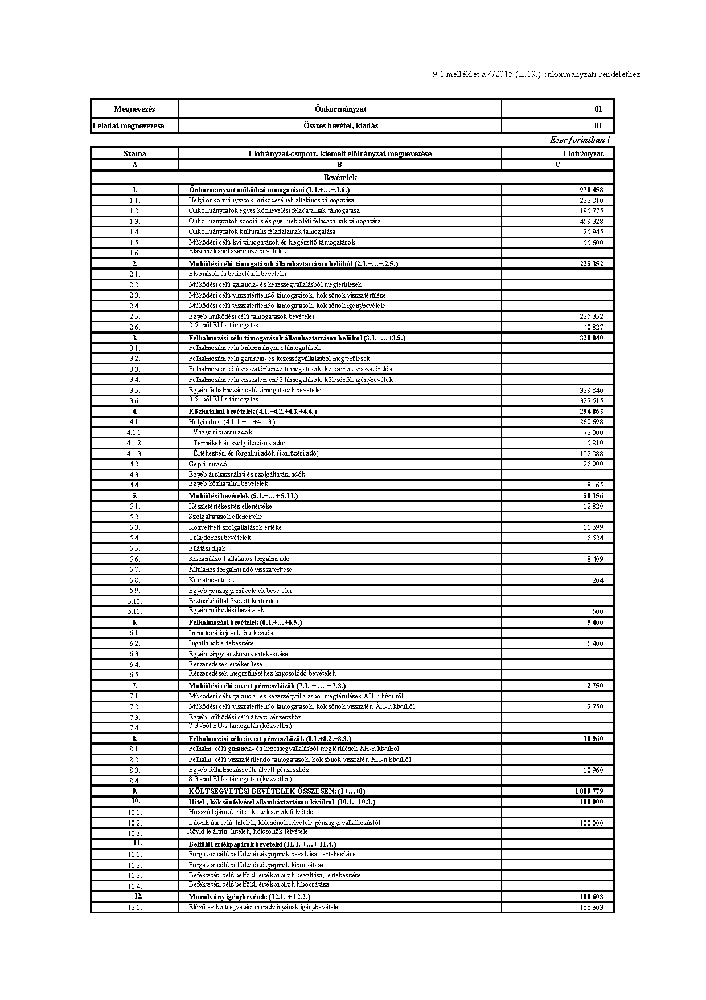 9.1 melléklet a 4/2015.(II.19.) önkormányzati rendelethez
Megnevezés Önkormányzat 01
Feladat megnevezése Összes bevétel, kiadás 01
Ezer forintban !
Száma Előirányzat-csoport, kiemelt előirányzat megnevezése Előirányzat
A B C
Bevételek
1. Önkormányzat működési támogatásai (1.1.+…+.1.6.) 970 458
1.1. Helyi önkormányzatok működésének általános támogatása 233 810
1.2. Önkormányzatok egyes köznevelési feladatainak támogatása 195 775
1.3. Önkormányzatok szociális és gyermekjóléti feladatainak támogatása 459 328
1.4. Önkormányzatok kulturális feladatainak támogatása 25 945
1.5. Működési célú kvi támogatások és kiegészítő támogatások 55 600
1.6. Elszámolásból származó bevételek
2. Működési célú támogatások államháztartáson belülről (2.1.+…+.2.5.) 225 352
2.1. Elvonások és befizetések bevételei
2.2. Működési célú garancia- és kezességvállalásból megtérülések
2.3. Működési célú visszatérítendő támogatások, kölcsönök visszatérülése
2.4. Működési célú visszatérítendő támogatások, kölcsönök igénybevétele
2.5. Egyéb működési célú támogatások bevételei 225 352
2.6. 2.5.-ből EU-s támogatás 40 827
3. Felhalmozási célú támogatások államháztartáson belülről (3.1.+…+3.5.) 329 840
3.1. Felhalmozási célú önkormányzati támogatások
3.2. Felhalmozási célú garancia- és kezességvállalásból megtérülések
3.3. Felhalmozási célú visszatérítendő támogatások, kölcsönök visszatérülése
3.4. Felhalmozási célú visszatérítendő támogatások, kölcsönök igénybevétele
3.5. Egyéb felhalmozási célú támogatások bevételei 329 840
3.6. 3.5.-ből EU-s támogatás 327 515
4. Közhatalmi bevételek (4.1.+4.2.+4.3.+4.4.) 294 863
4.1. Helyi adók (4.1.1.+…+4.1.3.) 260 698
4.1.1. - Vagyoni típusú adók 72 000
4.1.2. - Termékek és szolgáltatások adói 5 810
4.1.3. - Értékesítési és forgalmi adók (iparűzési adó) 182 888
4.2. Gépjárműadó 26 000
4.3. Egyéb áruhasználati és szolgáltatási adók
4.4. Egyéb közhatalmi bevételek 8 165
5. Működési bevételek (5.1.+…+ 5.11.) 50 156
5.1. Készletértékesítés ellenértéke 12 820
5.2. Szolgáltatások ellenértéke
5.3. Közvetített szolgáltatások értéke 11 699
5.4. Tulajdonosi bevételek 16 524
5.5. Ellátási díjak
5.6. Kiszámlázott általános forgalmi adó 8 409
5.7. Általános forgalmi adó visszatérítése
5.8. Kamatbevételek 204
5.9. Egyéb pénzügyi műveletek bevételei
5.10. Biztosító által fizetett kártérítés
5.11. Egyéb működési bevételek 500
6. Felhalmozási bevételek (6.1.+…+6.5.) 5 400
6.1. Immateriális javak értékesítése
6.2. Ingatlanok értékesítése 5 400
6.3. Egyéb tárgyi eszközök értékesítése
6.4. Részesedések értékesítése
6.5. Részesedések megszűnéséhez kapcsolódó bevételek
7. Működési célú átvett pénzeszközök (7.1. + … + 7.3.) 2 750
7.1. Működési célú garancia- és kezességvállalásból megtérülések ÁH-n kívülről
7.2. Működési célú visszatérítendő támogatások, kölcsönök visszatér. ÁH-n kívülről 2 750
7.3. Egyéb működési célú átvett pénzeszköz
7.4. 7.3.-ból EU-s támogatás (közvetlen)
8. Felhalmozási célú átvett pénzeszközök (8.1.+8.2.+8.3.) 10 960
8.1. Felhalm. célú garancia- és kezességvállalásból megtérülések ÁH-n kívülről
8.2. Felhalm. célú visszatérítendő támogatások, kölcsönök visszatér. ÁH-n kívülről
8.3. Egyéb felhalmozási célú átvett pénzeszköz 10 960
8.4. 8.3.-ból EU-s támogatás (közvetlen)
9. KÖLTSÉGVETÉSI BEVÉTELEK ÖSSZESEN: (1+…+8) 1 889 779
10. Hitel-, kölcsönfelvétel államháztartáson kívülről (10.1.+10.3.) 100 000
10.1. Hosszú lejáratú hitelek, kölcsönök felvétele
10.2. Likviditási célú hitelek, kölcsönök felvétele pénzügyi vállalkozástól 100 000
10.3. Rövid lejáratú hitelek, kölcsönök felvétele
11. Belföldi értékpapírok bevételei (11.1. +…+ 11.4.)
11.1. Forgatási célú belföldi értékpapírok beváltása, értékesítése
11.2. Forgatási célú belföldi értékpapírok kibocsátása
11.3. Befektetési célú belföldi értékpapírok beváltása, értékesítése
11.4. Befektetési célú belföldi értékpapírok kibocsátása
12. Maradvány igénybevétele (12.1. + 12.2.) 188 603
12.1. Előző év költségvetési maradványának igénybevétele 188 603